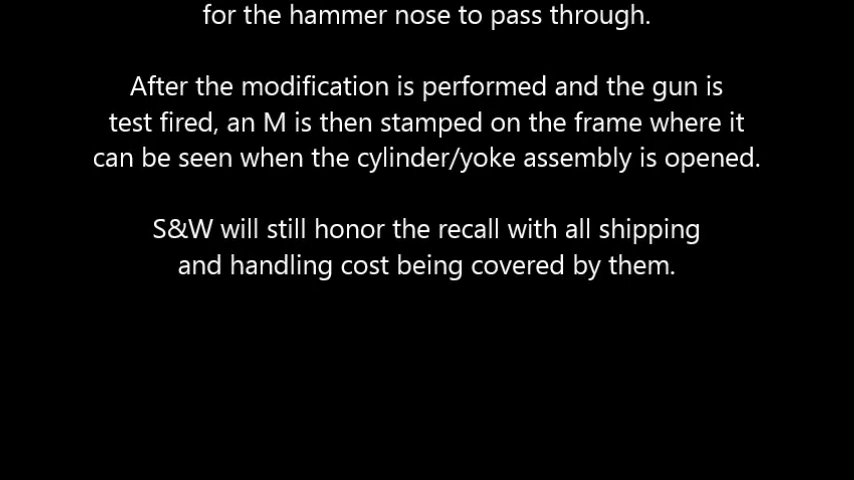 for the hammer nose to pass through.
After the modification is performed and the gun is
test fired, an M is then stamped on the frame where it
can be seen when the cylinder/yoke assembly is opened.
S&W will still honor the recall with all shipping
and handling cost being covered by them.